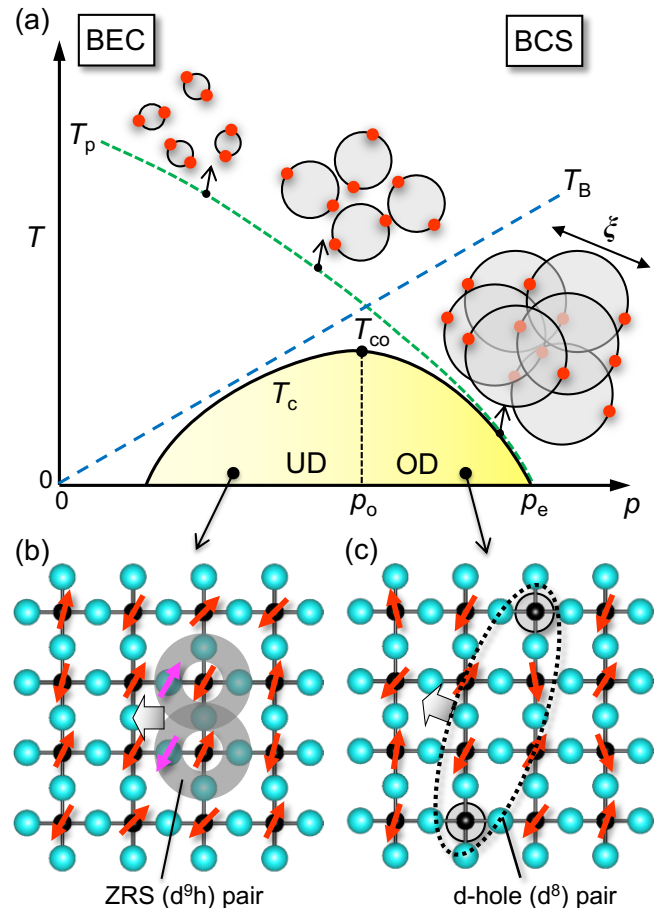 (a)
BEC
BCS
Tp
T
TB
ξ
Tco
Tc
UD
OD
0
0
po
pe
p
(b)
(c)
ZRS (d⁹h) pair
d-hole (d⁸) pair